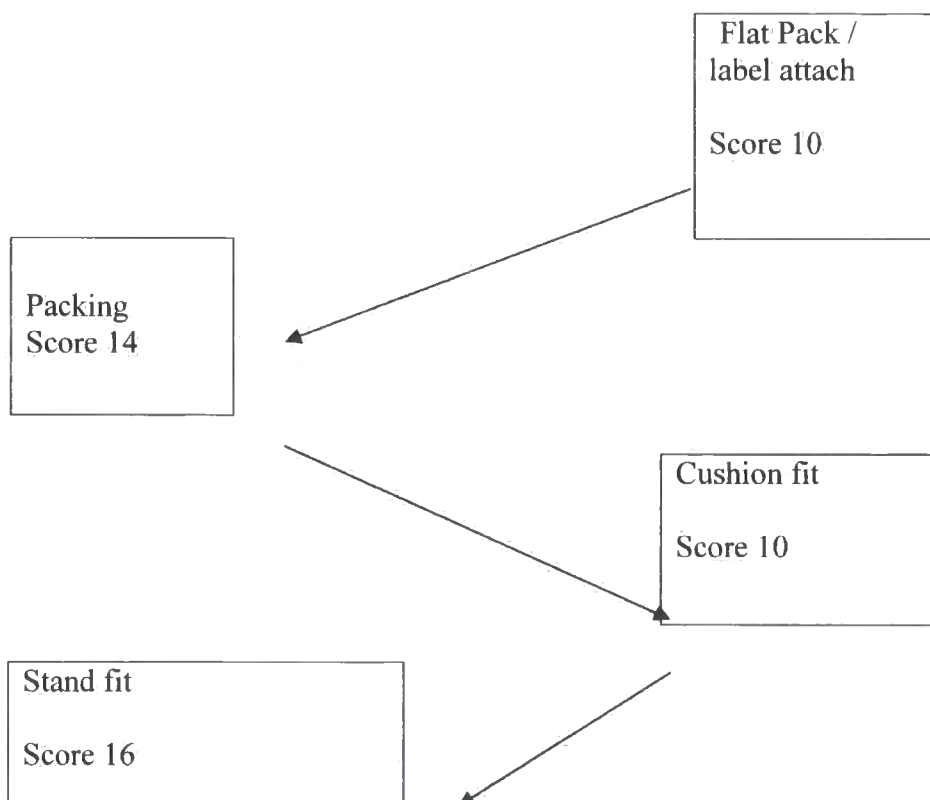 Flat Pack /
label attach
Score 10
Packing
Score 14
Cushion fit
Score 10
Stand fit
Score 16